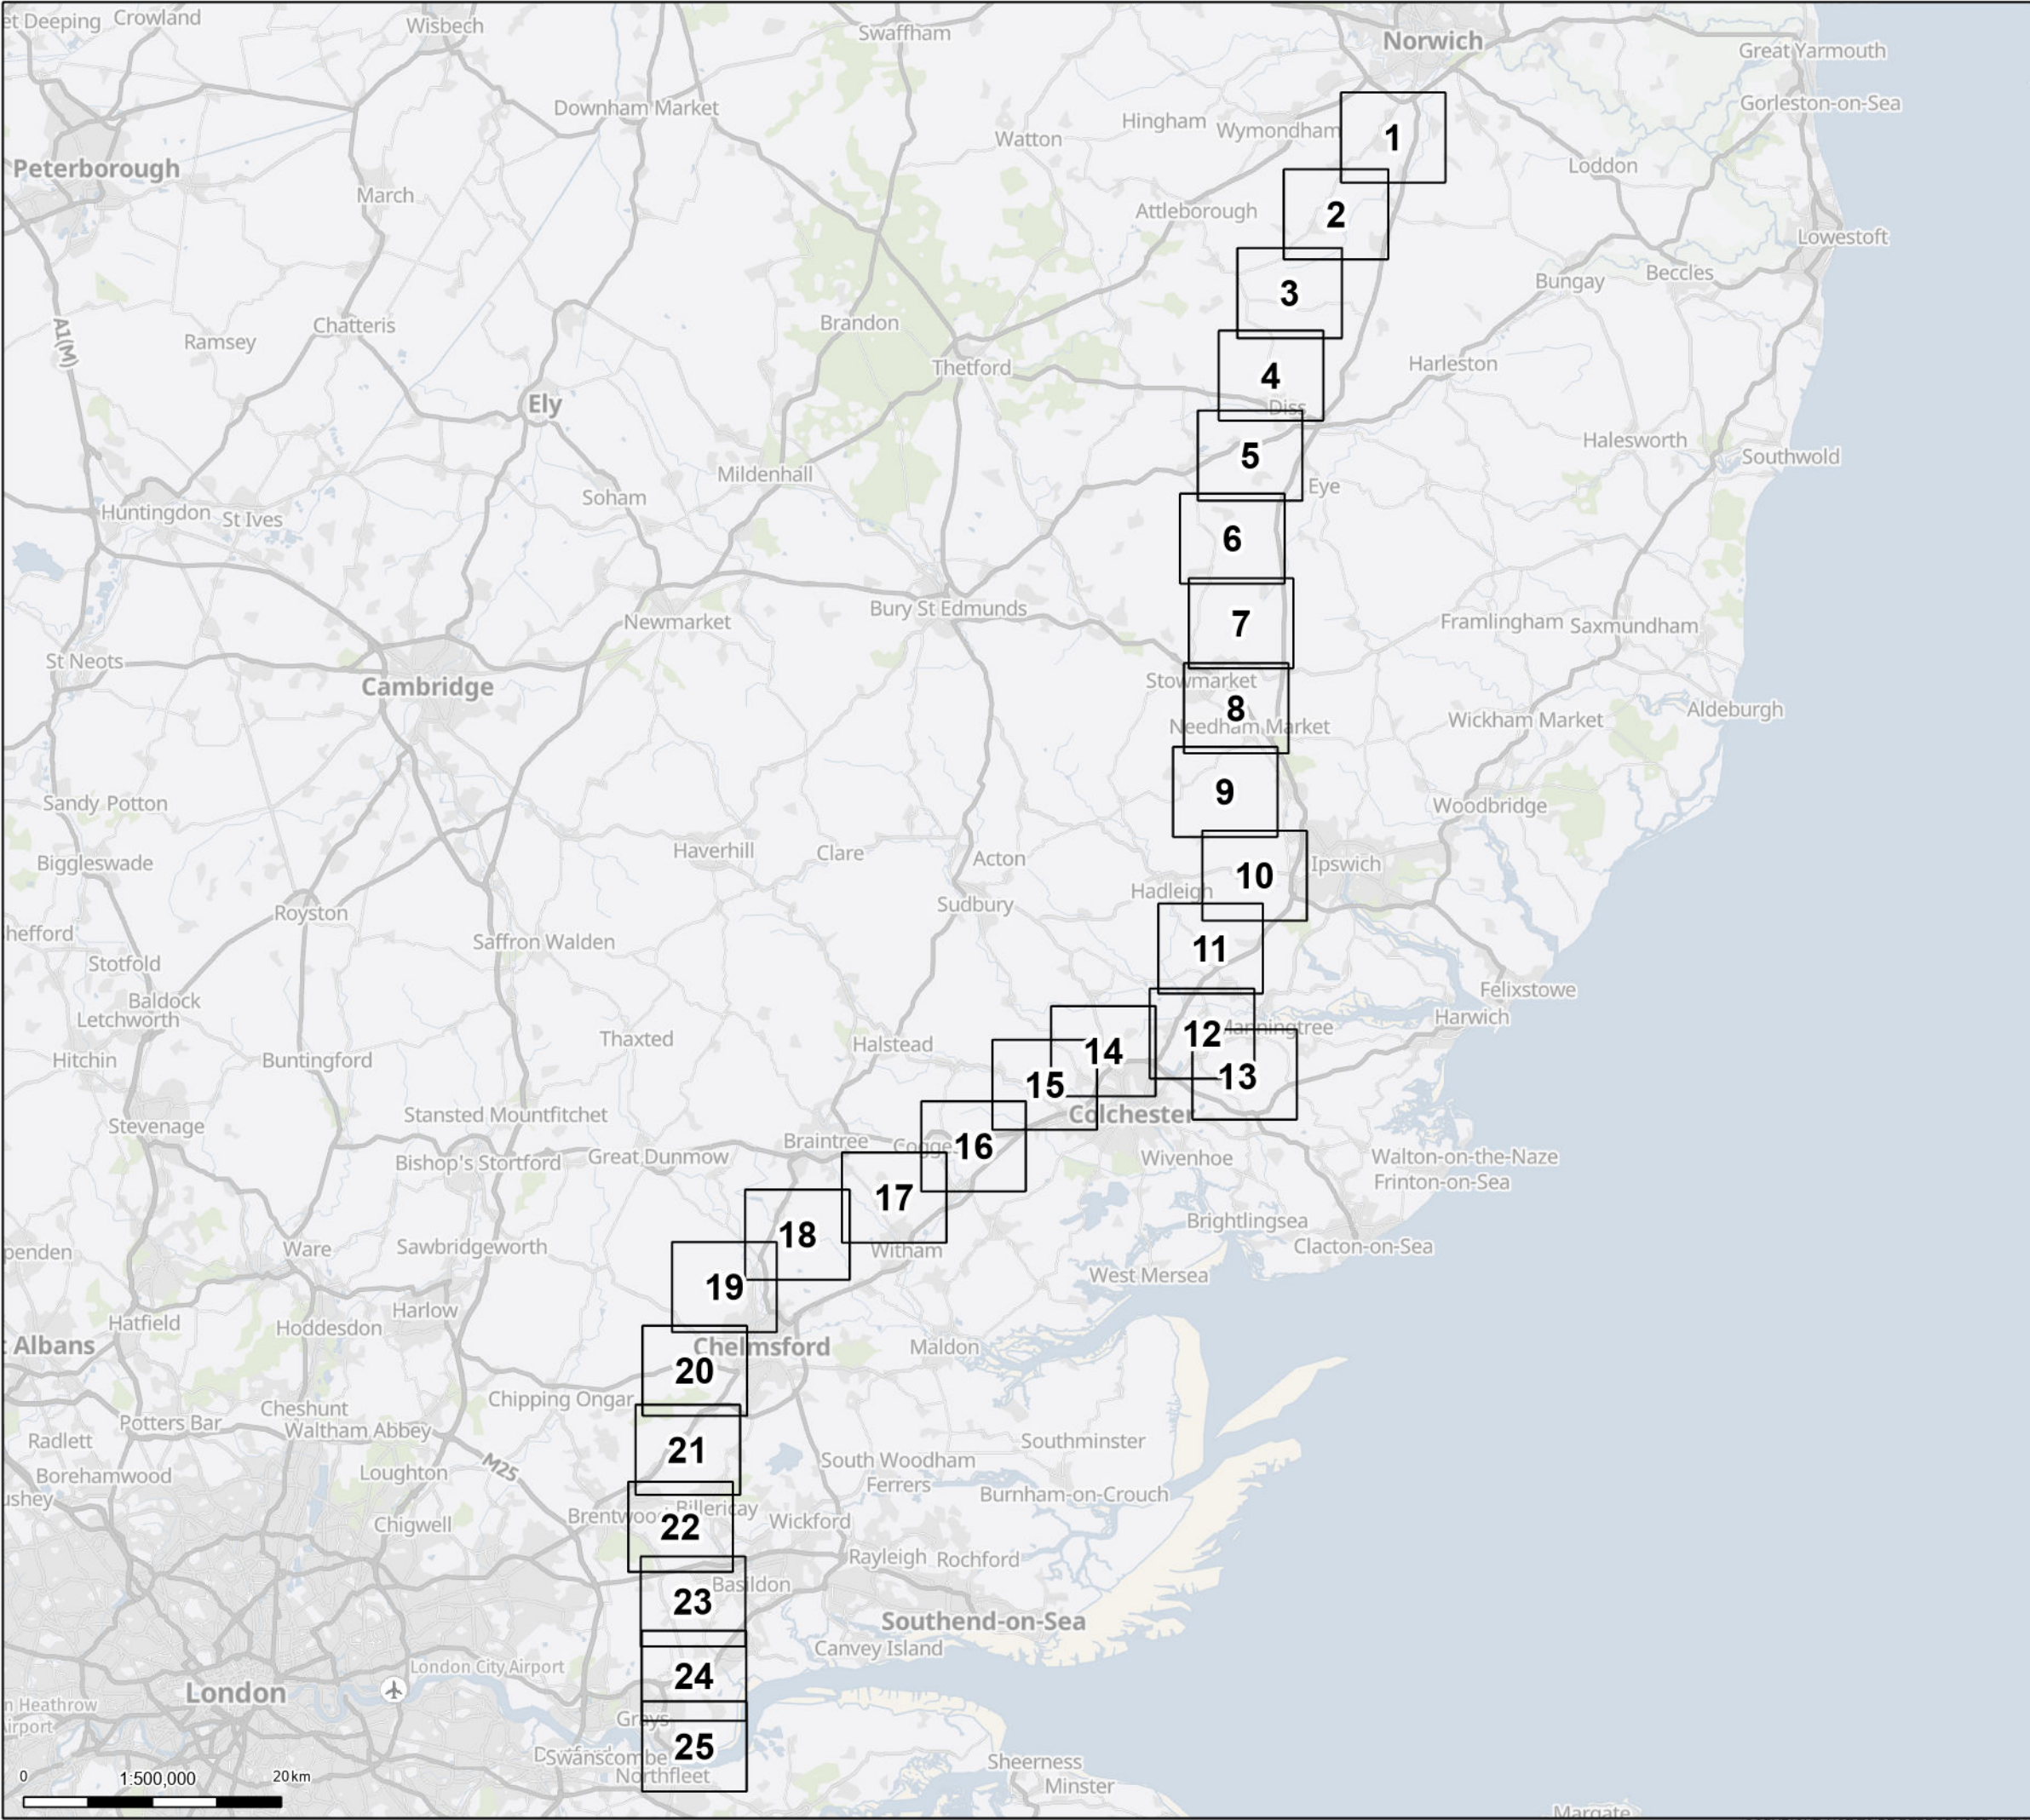 et Deeping
Crowland
Wisbech
Swaffham
Norwich
Great Yarmouth
Downham Market
Gorleston-on-Sea
Hingham
Wymondham
Watton
1
Peterborough
Loddon
March
Attleborough
2
Lowestoft
Beccles
Bungay
3
A1(M)
Ramsey
Chatteris
Brandon
Thetford
Harleston
4
Diss
Ely
Halesworth
Southwold
5
Mildenhall
Eye
Soham
Huntingdon
St Ives
6
Bury St Edmunds
Newmarket
7
Framlingham
Saxmundham
St Neots
Cambridge
Stowmarket
8
Needham Market
Wickham Market
Aldeburgh
9
Sandy Potton
Woodbridge
Biggleswade
Haverhill
Clare
Acton
10
Ipswich
Hadleigh
Sudbury
Royston
hefford
Saffron Walden
11
Stotfold
Baldock
Letchworth
Felixstowe
Harwich
12
Manningtree
Hitchin
Buntingford
Thaxted
Halstead
14
13
15
Stevenage
Stansted Mountfitchet
Colchester
Braintree
Cogge
16
Bishop's Stortford
Great Dunmow
Wivenhoe
Walton-on-the-Naze
Frinton-on-Sea
17
Brightlingsea
18
penden
Ware
Sawbridgeworth
Witham
Clacton-on-Sea
West Mersea
19
Harlow
Hatfield
Hoddesdon
t Albans
Chelmsford
Maldon
20
Chipping Ongar
Cheshunt
Potters Bar
Waltham Abbey
Radlett
Southminster
21
M25
Borehamwood
Loughton
South Woodham
Ferrers
ushey
Burnham-on-Crouch
Brentwoo
Billericay
22
Chigwell
Wickford
Rayleigh
Rochford
Basildon
23
Southend-on-Sea
Canvey Island
London City Airport
24
London
n Heathrow
Airport
Grays
25
Swanscombe
Northfleet
Sheerness
Minster
0
1:500,000
20km
Margate